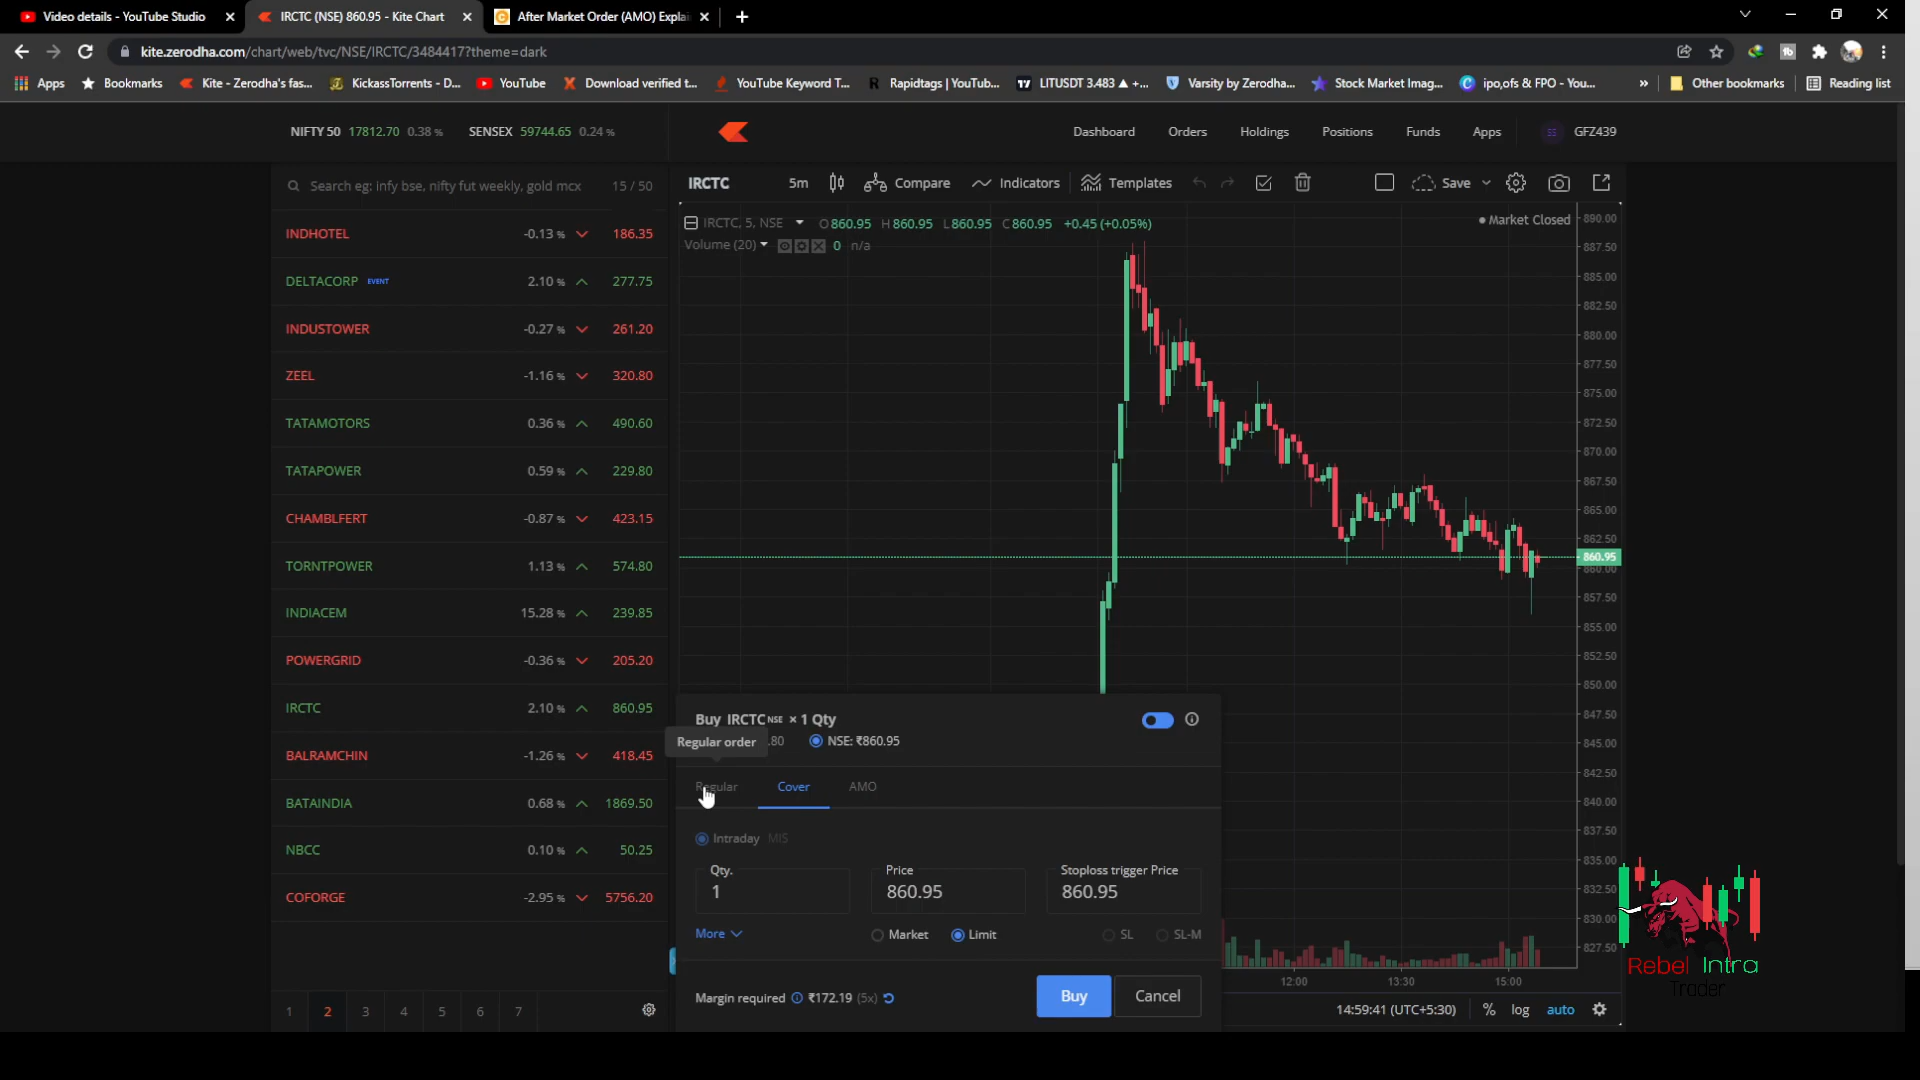 Video details - YouTube Studio
IRCTC (NSE) 860.95 - Kite Chart
After Market Order (AMO) Explai
kite.zerodha.com/chart/web/tvc/NSE/IRCTC/3484417?theme=dark
Apps
Bookmarks
Kite - Zerodha's fas...
KickassTorrents - D...
YouTube
Download verified t...
YouTube Keyword T...
Rapidtags | YouTub...
LITUSDT 3.483 ▲ +...
Varsity by Zerodha...
Stock Market Imag...
ipo,ofs & FPO - You...
»
Other bookmarks
Reading list
NIFTY 50 17812.70 0.38 %
SENSEX 59744.65 0.24 %
Dashboard
Orders
Holdings
Positions
Funds
Apps
GFZ439
Search eg: infy bse, nifty fut weekly, gold mcx
15 / 50
INDHOTEL -0.13 % 186.35
DELTACORP EVENT 2.10 % 277.75
INDUSTOWER -0.27 % 261.20
ZEEL -1.16 % 320.80
TATAMOTORS 0.36 % 490.60
TATAPOWER 0.59 % 229.80
CHAMBLFERT -0.87 % 423.15
TORNTPOWER 1.13 % 574.80
INDIACEM 15.28 % 239.85
POWERGRID -0.36 % 205.20
IRCTC 2.10 % 860.95
BALRAMCHIN -1.26 % 418.45
BATAINDIA 0.68 % 1869.50
NBCC 0.10 % 50.25
COFORGE -2.95 % 5756.20
1 2 3 4 5 6 7
IRCTC
5m
Compare
Indicators
Templates
Save
IRCTC, 5, NSE
O860.95 H860.95 L860.95 C860.95 +0.45 (+0.05%)
Market Closed
Volume (20)
0 n/a
890.00
887.50
885.00
882.50
880.00
877.50
875.00
872.50
870.00
867.50
865.00
862.50
860.95
860.00
857.50
855.00
852.50
850.00
847.50
845.00
842.50
840.00
837.50
835.00
832.50
830.00
827.50
Buy IRCTC NSE × 1 Qty
Regular order
.80
NSE: ₹860.95
Regular
Cover
AMO
Intraday MIS
Qty.
1
Price
860.95
Stoploss trigger Price
860.95
More
Market
Limit
SL
SL-M
Margin required ₹172.19 (5x)
Buy
Cancel
12:00
13:30
15:00
14:59:41 (UTC+5:30)
%
log
auto
Rebel Intra
Trader